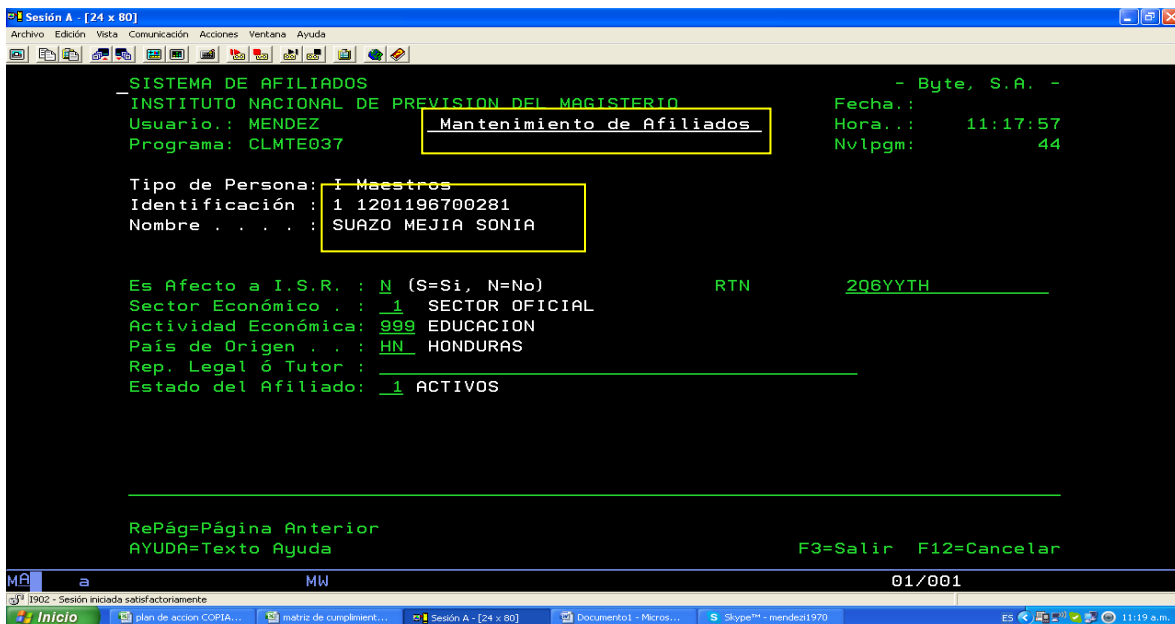 Sesión A - [24 x 80]
Archivo Edición Vista Comunicación Acciones Ventana Ayuda
SISTEMA DE AFILIADOS - Byte, S.A. -
INSTITUTO NACIONAL DE PREVISION DEL MAGISTERIO Fecha.:
Usuario.: MENDEZ Mantenimiento de Afiliados Hora..: 11:17:57
Programa: CLMTE037 Nvlpgm: 44
Tipo de Persona: I Maestros
Identificación : 1 1201196700281
Nombre . . . . : SUAZO MEJIA SONIA
Es Afecto a I.S.R. : N (S=Si, N=No) RTN 2Q6YYTH
Sector Económico . : 1 SECTOR OFICIAL
Actividad Económica: 999 EDUCACION
País de Origen . . : HN HONDURAS
Rep. Legal ó Tutor :
Estado del Afiliado: 1 ACTIVOS
RePág=Página Anterior
AYUDA=Texto Ayuda F3=Salir F12=Cancelar
MA a MW 01/001
I902 - Sesión iniciada satisfactoriamente
Inicio plan de accion COPIA... matriz de cumplimient... Sesión A - [24 x 80] Documento1 - Micros... Skype™ - mendezi1970 ES 11:19 a.m.